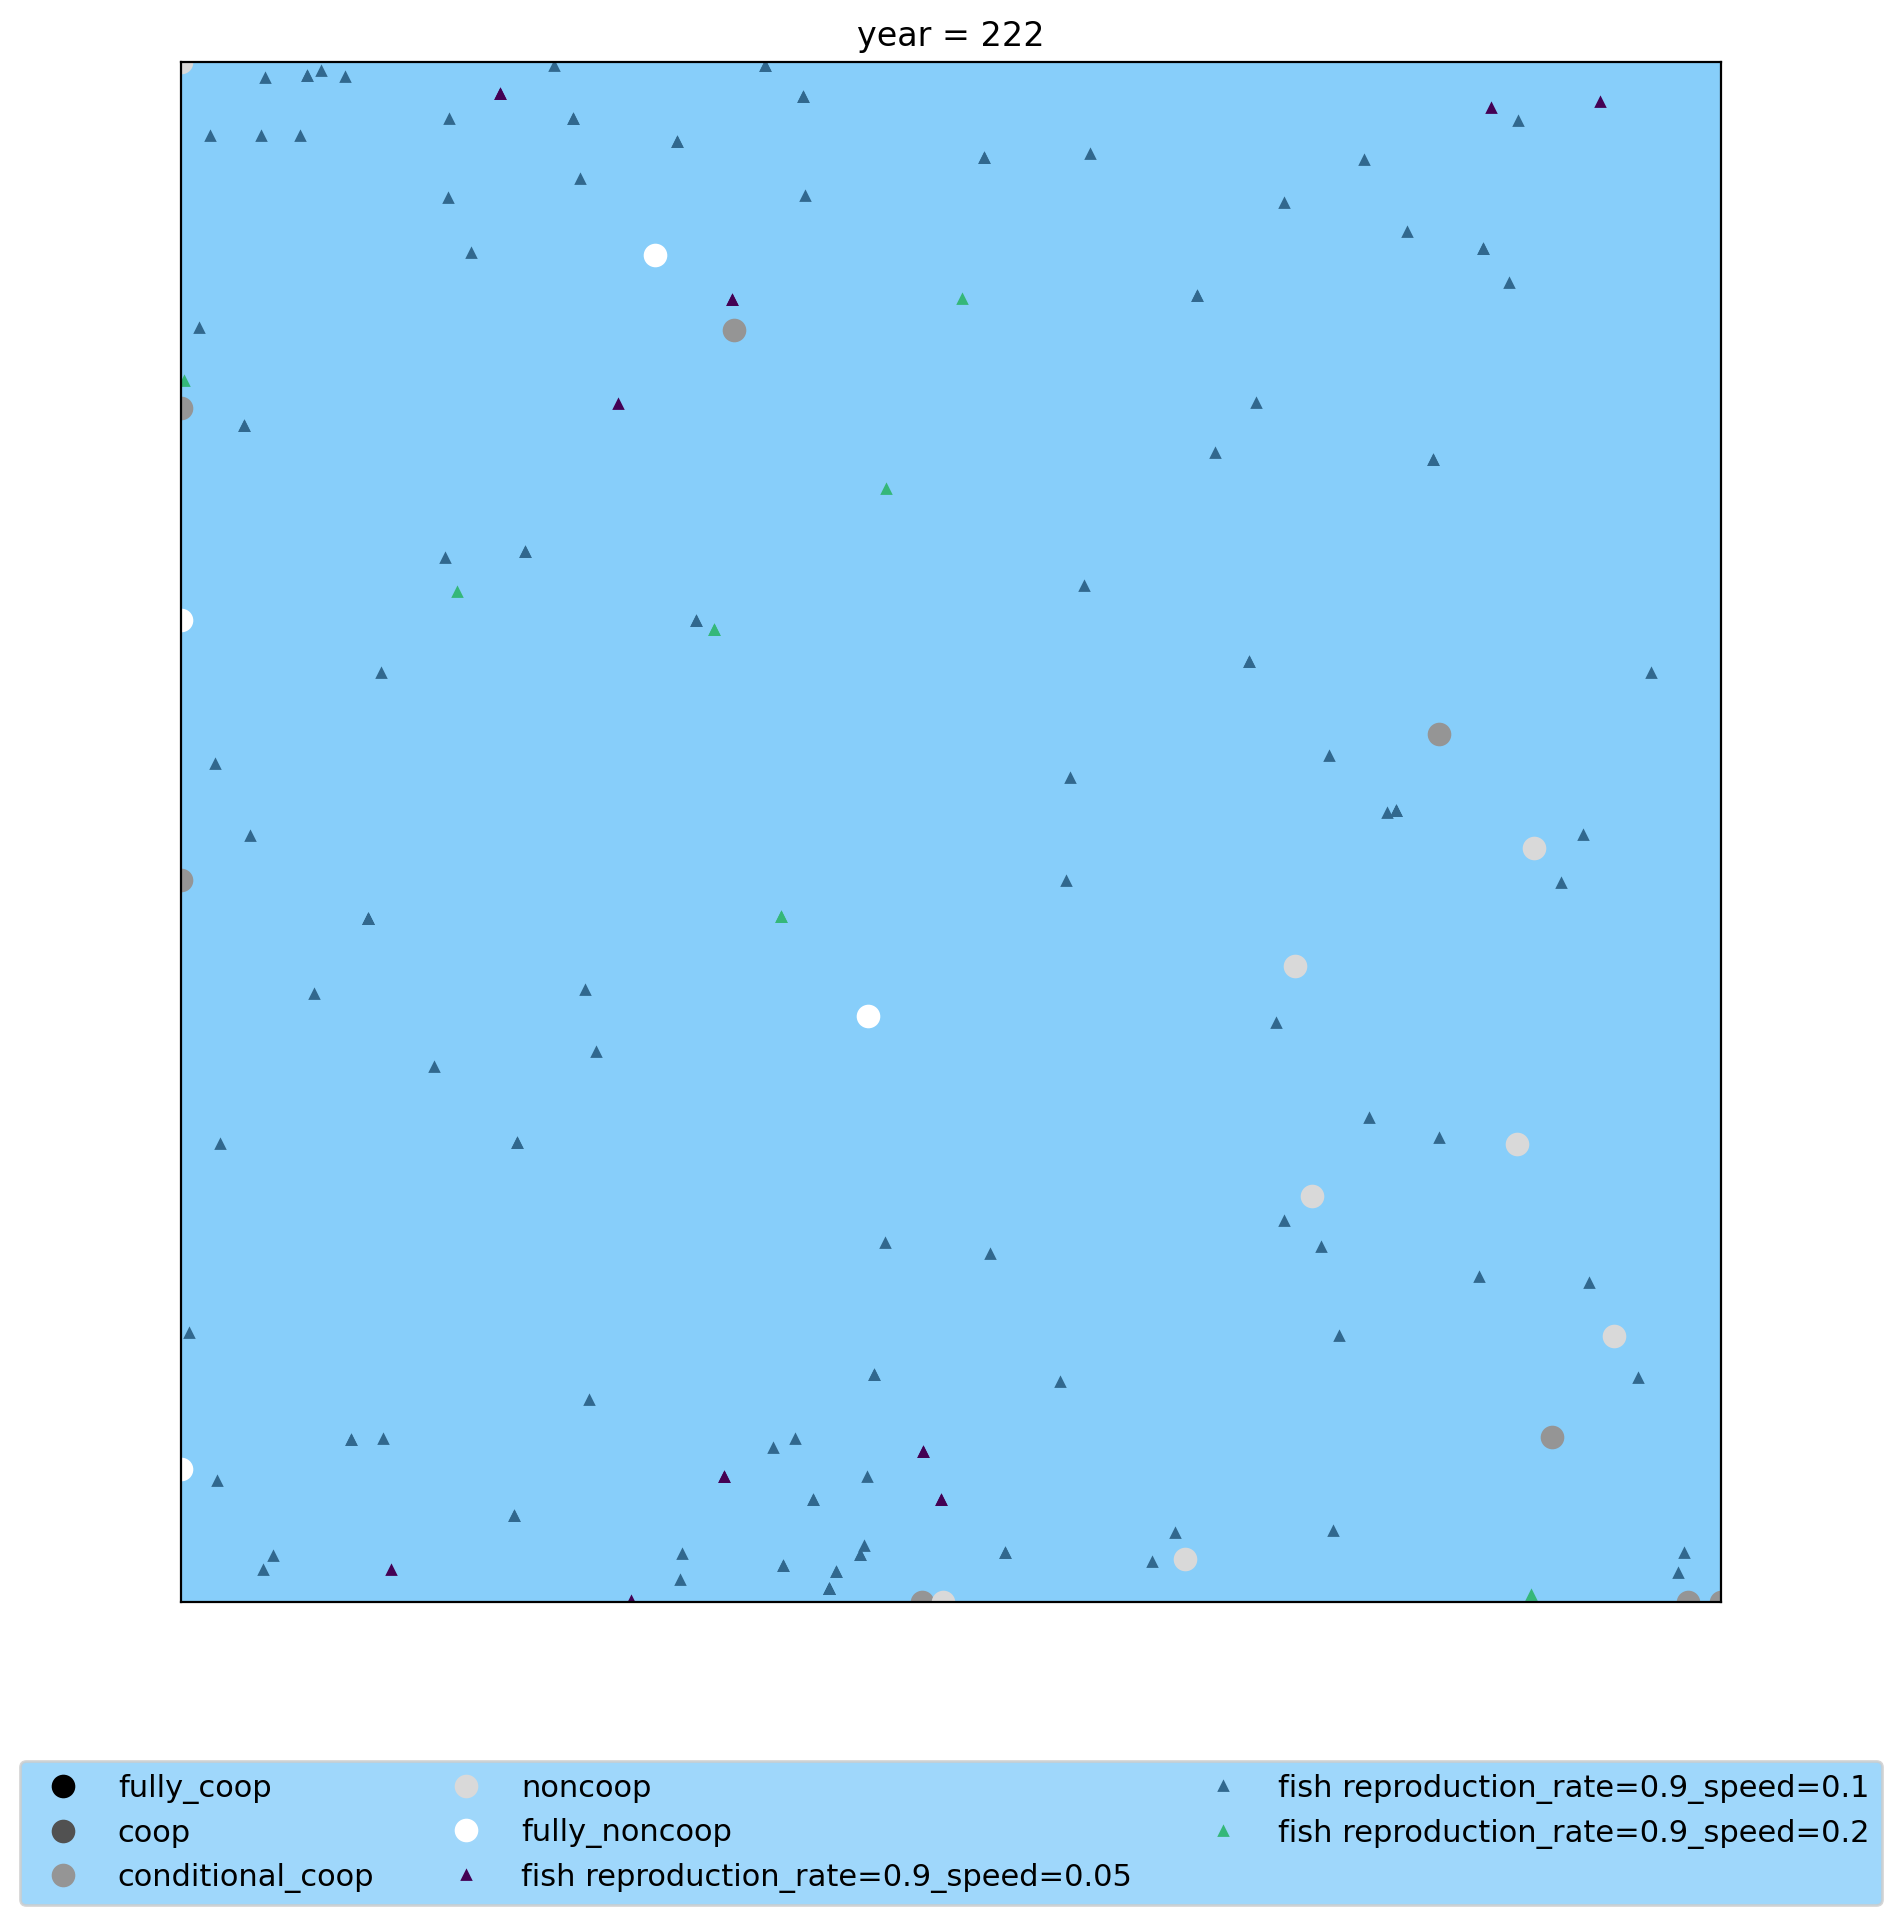 year = 222
fully_coop
coop
conditional_coop
noncoop
fully_noncoop
fish reproduction_rate=0.9_speed=0.05
fish reproduction_rate=0.9_speed=0.1
fish reproduction_rate=0.9_speed=0.2